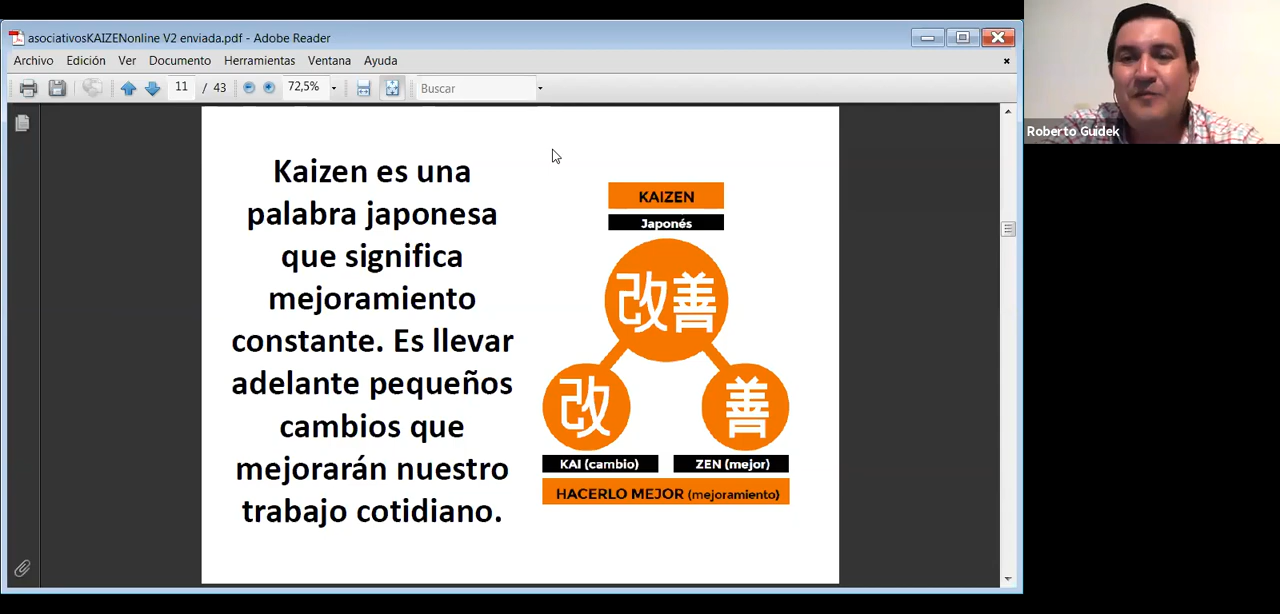 asociativosKAIZENonline V2 enviada.pdf - Adobe Reader
Archivo Edición Ver Documento Herramientas Ventana Ayuda
11 / 43 72,5% Buscar
Kaizen es una
palabra japonesa
que significa
mejoramiento
constante. Es llevar
adelante pequeños
cambios que
mejorarán nuestro
trabajo cotidiano.
KAIZEN
Japonés
改善
改 善
KAI (cambio) ZEN (mejor)
HACERLO MEJOR (mejoramiento)
Roberto Guidek